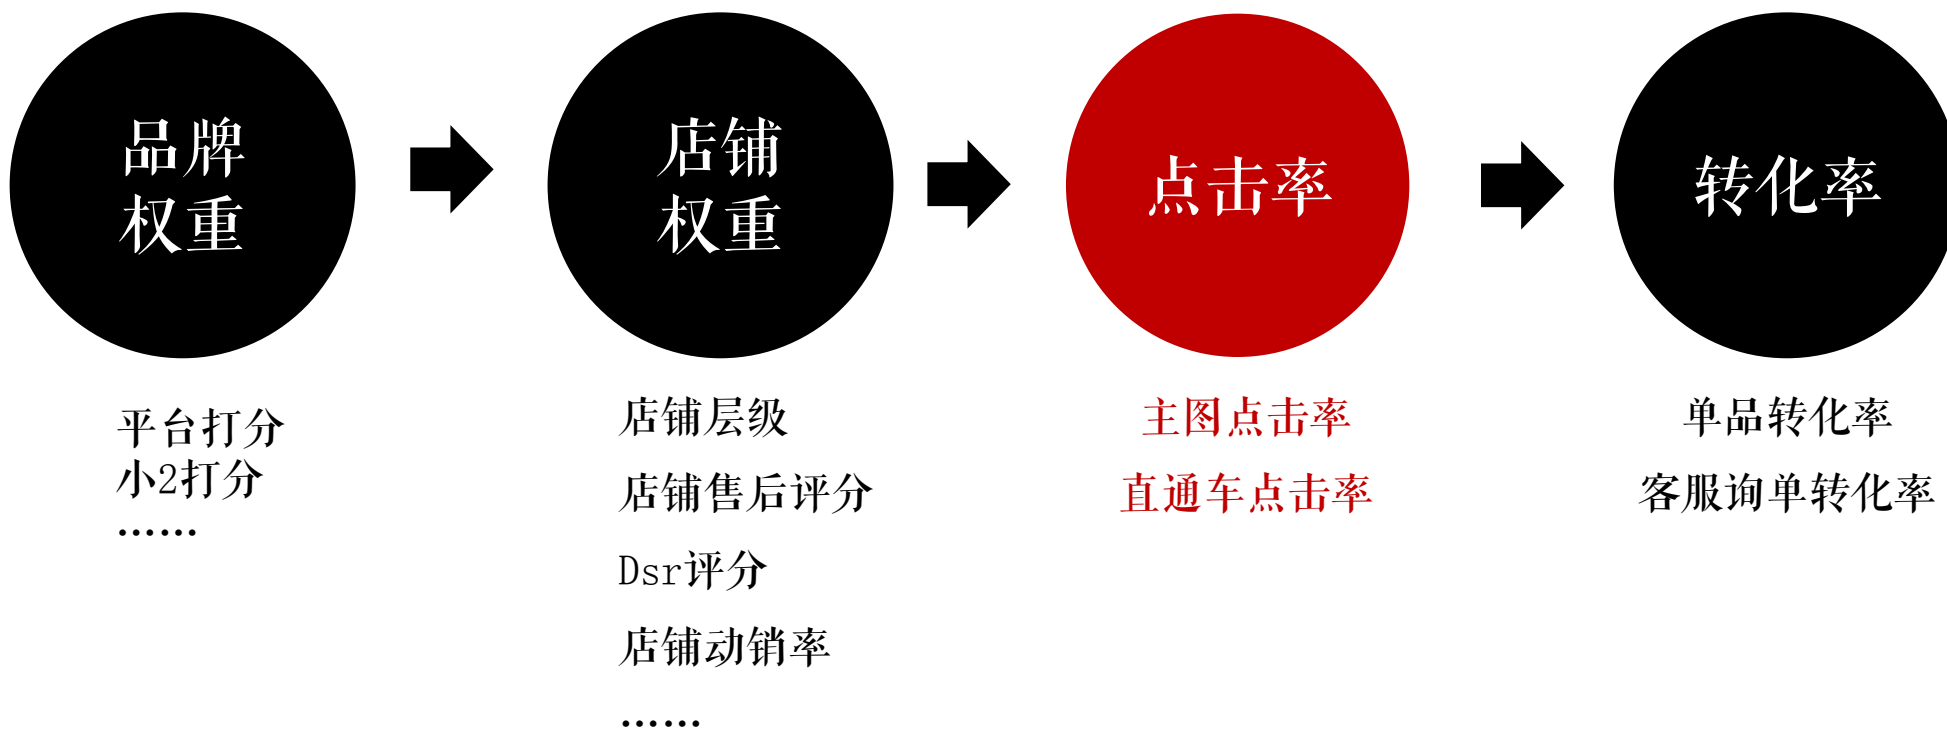 品牌
权重
店铺
权重
点击率
转化率
平台打分
小2打分
……
店铺层级
店铺售后评分
Dsr评分
店铺动销率
……
主图点击率
直通车点击率
单品转化率
客服询单转化率